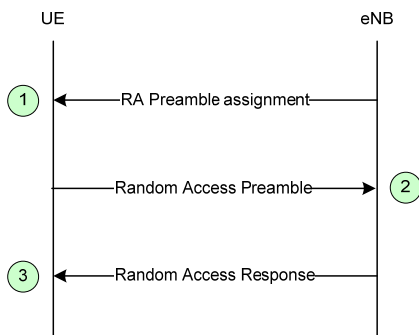 UE eNB
1 RA Preamble assignment
Random Access Preamble 2
3 Random Access Response